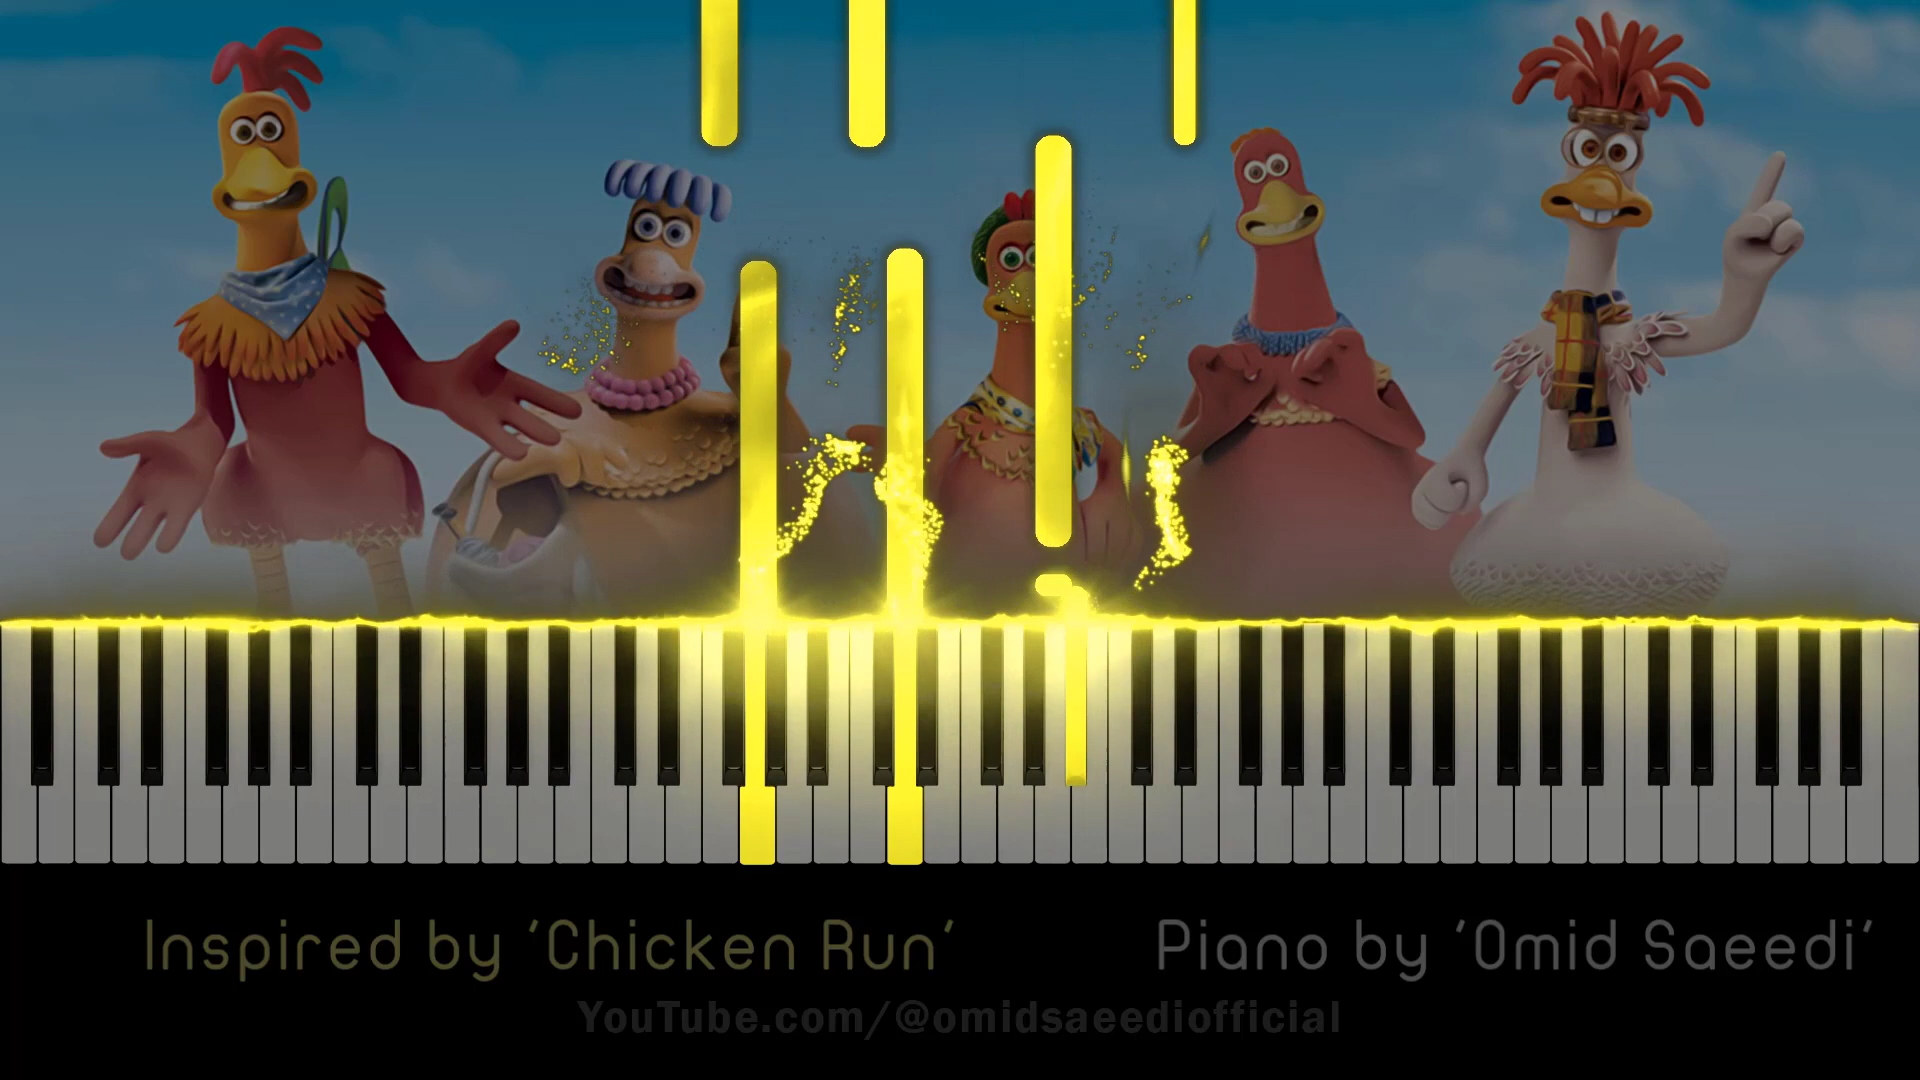 Inspired by ‘Chicken Run’
Piano by ‘Omid Saeedi’
YouTube.com/@omidsaeediofficial